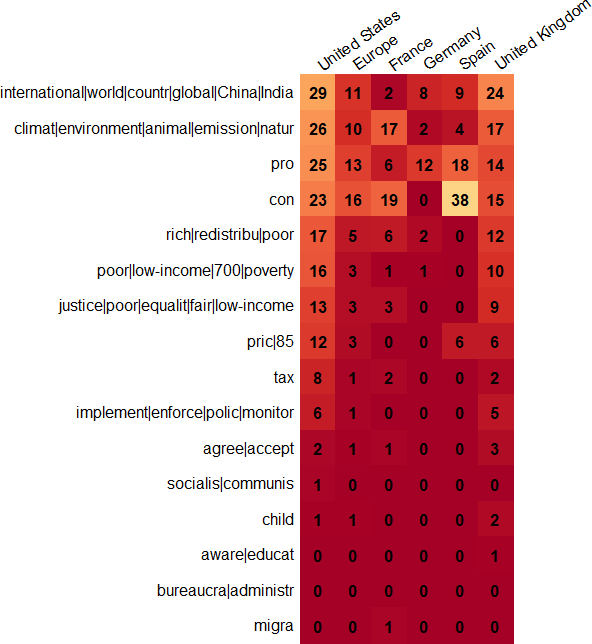 United States Europe France Germany Spain United Kingdom
international|world|countr|global|China|India 29 11 2 8 9 24
climat|environment|animal|emission|natur 26 10 17 2 4 17
pro 25 13 6 12 18 14
con 23 16 19 0 38 15
rich|redistribu|poor 17 5 6 2 0 12
poor|low-income|700|poverty 16 3 1 1 0 10
justice|poor|equalit|fair|low-income 13 3 3 0 0 9
pric|85 12 3 0 0 6 6
tax 8 1 2 0 0 2
implement|enforce|polic|monitor 6 1 0 0 0 5
agree|accept 2 1 1 0 0 3
socialis|communis 1 0 0 0 0 0
child 1 1 0 0 0 2
aware|educat 0 0 0 0 0 1
bureaucra|administr 0 0 0 0 0 0
migra 0 0 1 0 0 0